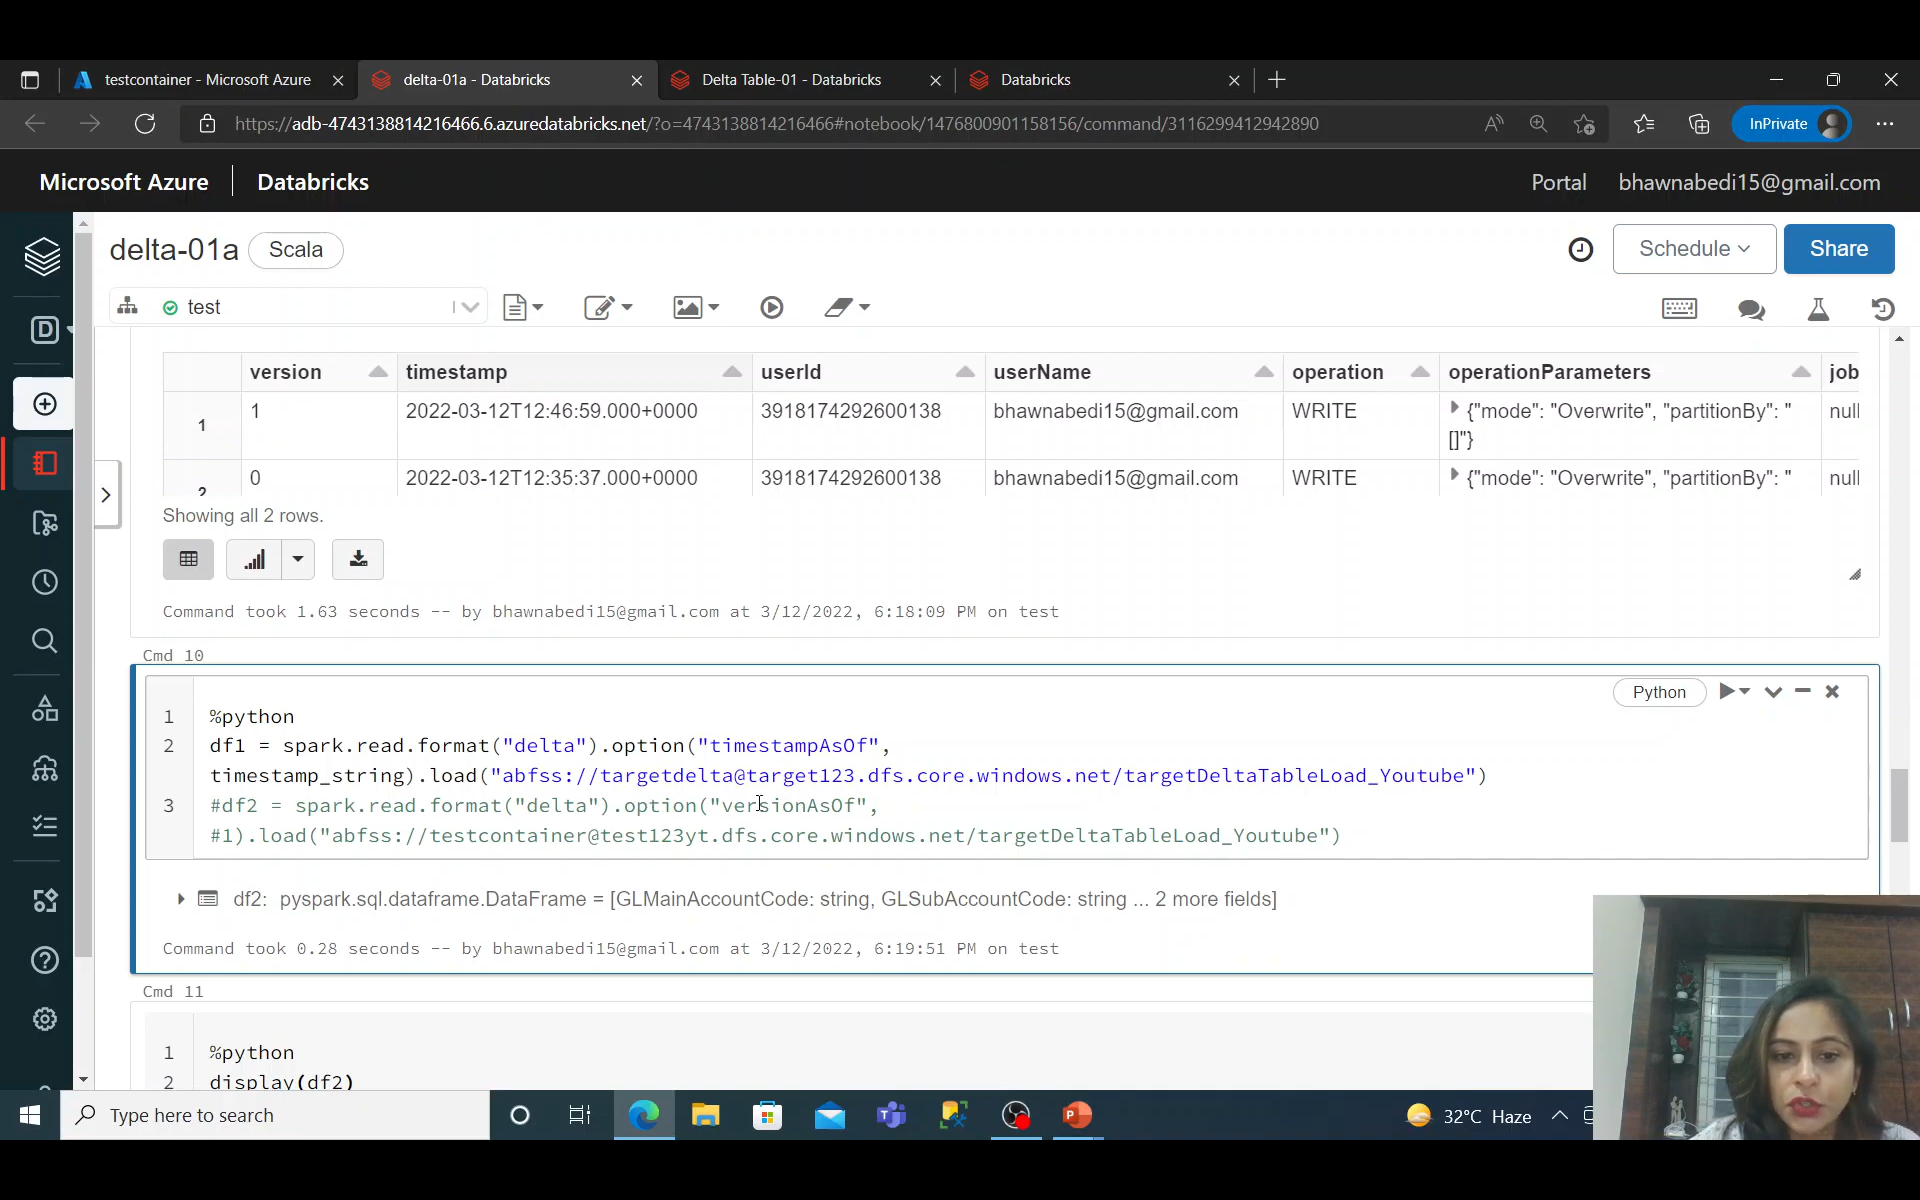 testcontainer - Microsoft Azure
delta-01a - Databricks
Delta Table-01 - Databricks
Databricks
https://adb-4743138814216466.6.azuredatabricks.net/?o=4743138814216466#notebook/1476800901158156/command/3116299412942890
InPrivate
Microsoft Azure
Databricks
Portal
bhawnabedi15@gmail.com
delta-01a
Scala
Schedule
Share
D
test
version timestamp userId userName operation operationParameters job
1 1 2022-03-12T12:46:59.000+0000 3918174292600138 bhawnabedi15@gmail.com WRITE {"mode": "Overwrite", "partitionBy": " null
[]"}
2 0 2022-03-12T12:35:37.000+0000 3918174292600138 bhawnabedi15@gmail.com WRITE {"mode": "Overwrite", "partitionBy": " null
Showing all 2 rows.
Command took 1.63 seconds -- by bhawnabedi15@gmail.com at 3/12/2022, 6:18:09 PM on test
Cmd 10
Python
1 %python
2 df1 = spark.read.format("delta").option("timestampAsOf",
timestamp_string).load("abfss://targetdelta@target123.dfs.core.windows.net/targetDeltaTableLoad_Youtube")
3 #df2 = spark.read.format("delta").option("versionAsOf",
#1).load("abfss://testcontainer@test123yt.dfs.core.windows.net/targetDeltaTableLoad_Youtube")
df2: pyspark.sql.dataframe.DataFrame = [GLMainAccountCode: string, GLSubAccountCode: string ... 2 more fields]
Command took 0.28 seconds -- by bhawnabedi15@gmail.com at 3/12/2022, 6:19:51 PM on test
Cmd 11
1 %python
2 display(df2)
Type here to search
32°C Haze